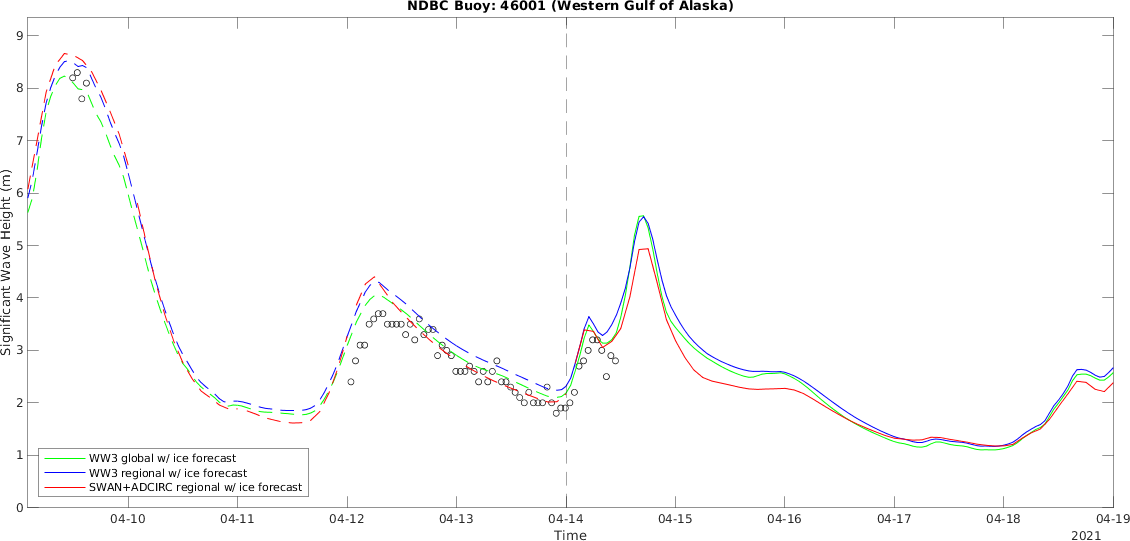 NDBC Buoy: 46001 (Western Gulf of Alaska)
Significant Wave Height (m)
9
8
7
6
5
4
3
2
1
0
WW3 global w/ ice forecast
WW3 regional w/ ice forecast
SWAN+ADCIRC regional w/ ice forecast
04-10 04-11 04-12 04-13 04-14 04-15 04-16 04-17 04-18 04-19
Time
2021